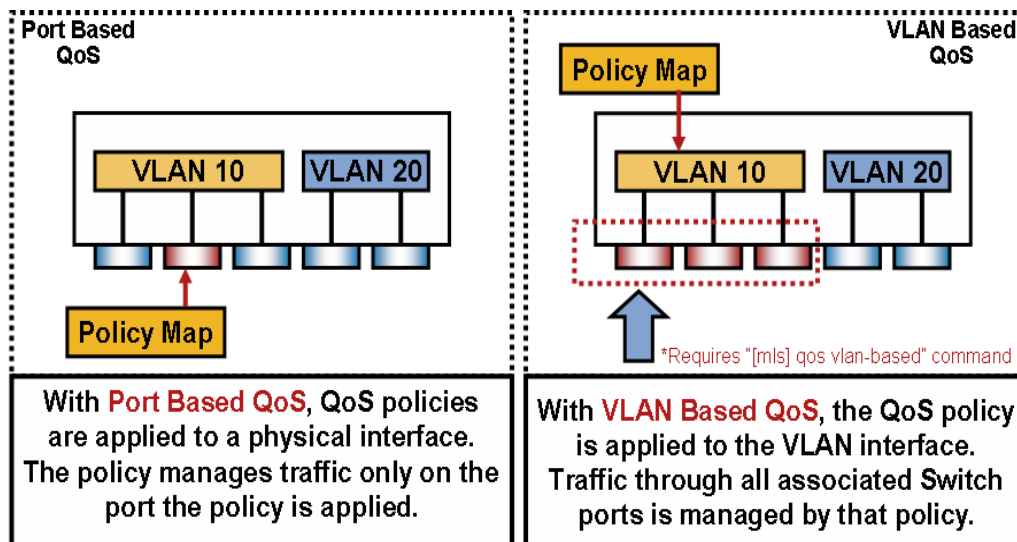 Port Based
QoS
VLAN 10
VLAN 20
Policy Map
With Port Based QoS, QoS policies
are applied to a physical interface.
The policy manages traffic only on the
port the policy is applied.
VLAN Based
QoS
Policy Map
VLAN 10
VLAN 20
*Requires "[mls] qos vlan-based" command
With VLAN Based QoS, the QoS policy
is applied to the VLAN interface.
Traffic through all associated Switch
ports is managed by that policy.